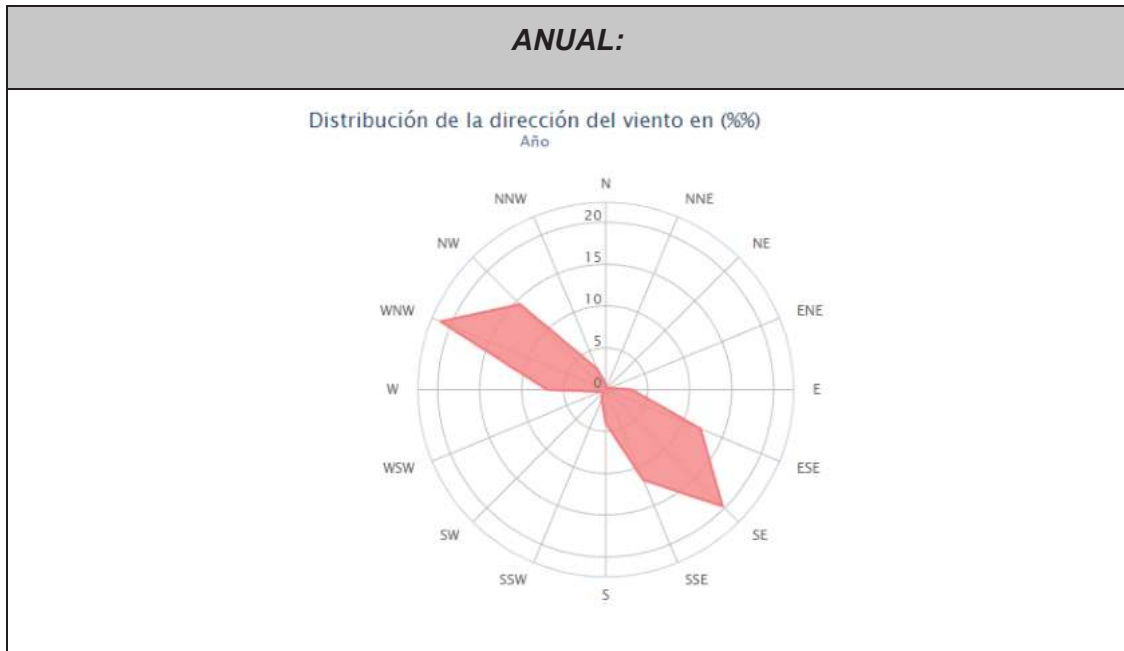 ANUAL:
Distribución de la dirección del viento en (%%)
Año
N
NNW
NNE
20
NW
NE
15
WNW
10
ENE
5
W
0
E
WSW
ESE
SW
SE
SSW
SSE
S